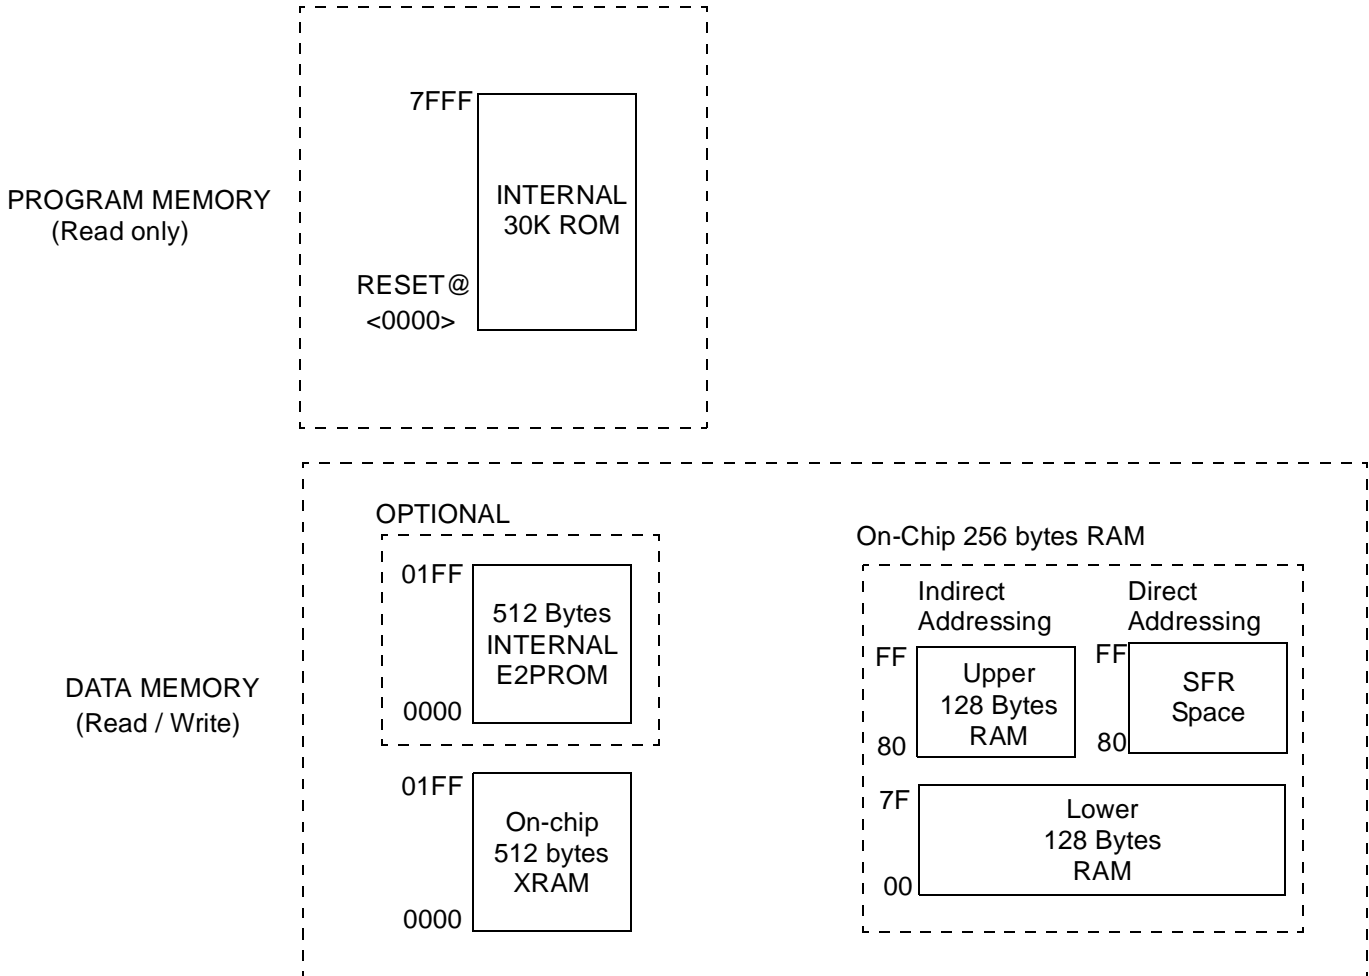 7FFF
INTERNAL
30K ROM
PROGRAM MEMORY
(Read only)
RESET@
<0000>
OPTIONAL
01FF
512 Bytes
INTERNAL
E2PROM
0000
DATA MEMORY
(Read / Write)
01FF
On-chip
512 bytes
XRAM
0000
On-Chip 256 bytes RAM
Indirect
Addressing
FF
Upper
128 Bytes
RAM
80
Direct
Addressing
FF
SFR
Space
80
7F
Lower
128 Bytes
RAM
00